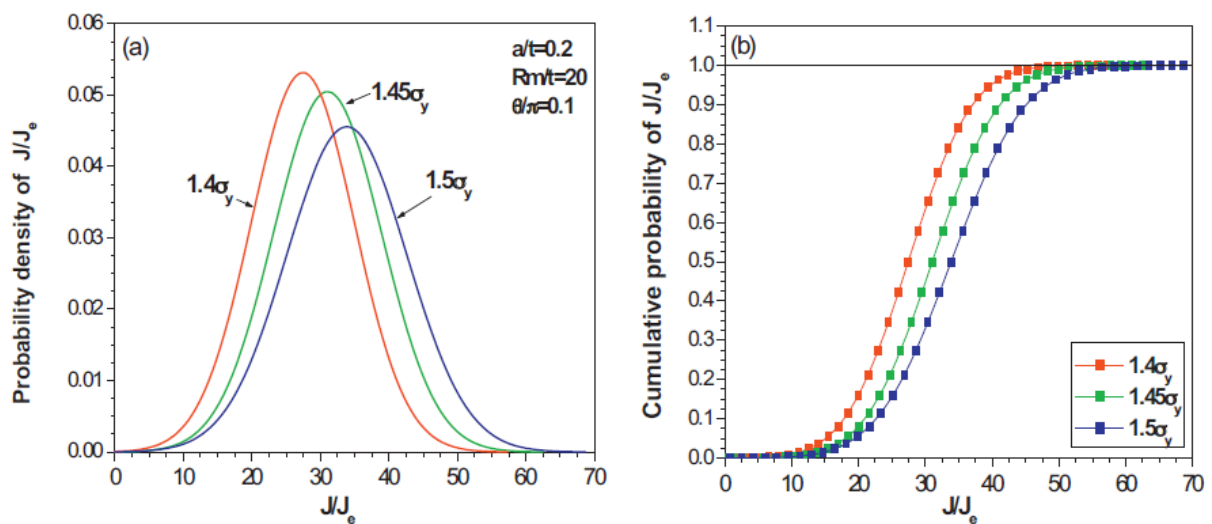 (a)
a/t=0.2
Rm/t=20
θ/π=0.1
1.4σy
1.45σy
1.5σy
Probability density of J/Je
0.06
0.05
0.04
0.03
0.02
0.01
0.00
0 10 20 30 40 50 60 70
J/Je
(b)
Cumulative probability of J/Je
1.1
1.0
0.9
0.8
0.7
0.6
0.5
0.4
0.3
0.2
0.1
0.0
1.4σy
1.45σy
1.5σy
0 10 20 30 40 50 60 70
J/Je